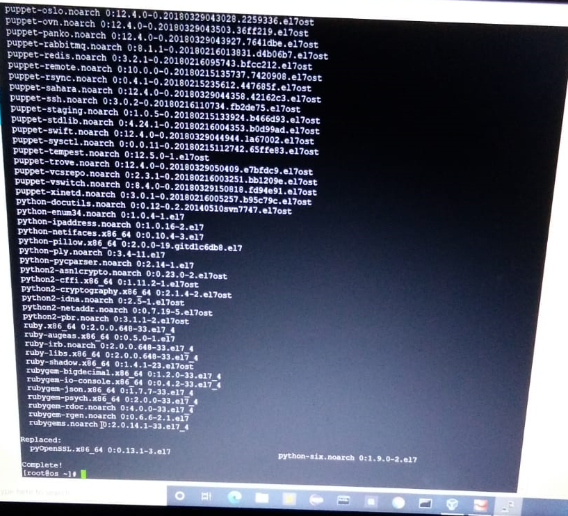 puppet-oslo.noarch 0:12.4.0-0.20180329043028.2259336.el7ost
puppet-ovn.noarch 0:12.4.0-0.20180329043503.36ff219.el7ost
puppet-panko.noarch 0:12.4.0-0.20180329043927.7641dbe.el7ost
puppet-rabbitmq.noarch 0:8.1.1-0.20180216013831.d4b06b7.el7ost
puppet-redis.noarch 0:3.2.1-0.20180216095743.bfcc212.el7ost
puppet-remote.noarch 0:10.0.0-0.20180215135737.7420908.el7ost
puppet-rsync.noarch 0:0.4.1-0.20180215235612.447685f.el7ost
puppet-sahara.noarch 0:12.4.0-0.20180329044358.42162c3.el7ost
puppet-ssh.noarch 0:3.0.2-0.20180216110734.fb2de75.el7ost
puppet-staging.noarch 0:1.0.5-0.20180215133924.b466d93.el7ost
puppet-stdlib.noarch 0:4.24.1-0.20180216004353.b0d99ad.el7ost
puppet-swift.noarch 0:12.4.0-0.20180329044944.1a67002.el7ost
puppet-sysctl.noarch 0:0.0.11-0.20180215112742.65ffe83.el7ost
puppet-tempest.noarch 0:12.5.0-1.el7ost
puppet-trove.noarch 0:12.4.0-0.20180329050409.e7bfdc9.el7ost
puppet-vcsrepo.noarch 0:2.3.1-0.20180216003251.bb1209e.el7ost
puppet-vswitch.noarch 0:8.4.0-0.20180329150818.fd94e91.el7ost
puppet-xinetd.noarch 0:3.0.1-0.20180216005257.b95c79c.el7ost
python-docutils.noarch 0:0.12-0.2.20140510svn7747.el7ost
python-enum34.noarch 0:1.0.4-1.el7
python-ipaddress.noarch 0:1.0.16-2.el7
python-netifaces.x86_64 0:0.10.4-3.el7
python-pillow.x86_64 0:2.0.0-19.gitd1c6db8.el7
python-ply.noarch 0:3.4-11.el7
python-pycparser.noarch 0:2.14-1.el7
python2-asn1crypto.noarch 0:0.23.0-2.el7ost
python2-cffi.x86_64 0:1.11.2-1.el7ost
python2-cryptography.x86_64 0:2.1.4-2.el7ost
python2-idna.noarch 0:2.5-1.el7ost
python2-netaddr.noarch 0:0.7.19-5.el7ost
python2-pbr.noarch 0:3.1.1-2.el7ost
ruby.x86_64 0:2.0.0.648-33.el7_4
ruby-augeas.x86_64 0:0.5.0-1.el7
ruby-irb.noarch 0:2.0.0.648-33.el7_4
ruby-libs.x86_64 0:2.0.0.648-33.el7_4
ruby-shadow.x86_64 0:1.4.1-23.el7ost
rubygem-bigdecimal.x86_64 0:1.2.0-33.el7_4
rubygem-io-console.x86_64 0:0.4.2-33.el7_4
rubygem-json.x86_64 0:1.7.7-33.el7_4
rubygem-psych.x86_64 0:2.0.0-33.el7_4
rubygem-rdoc.noarch 0:4.0.0-33.el7_4
rubygem-rgen.noarch 0:0.6.6-2.1.el7
rubygems.noarch 0:2.0.14.1-33.el7_4
Replaced:
pyOpenSSL.x86_64 0:0.13.1-3.el7 python-six.noarch 0:1.9.0-2.el7
Complete!
[root@os ~]#